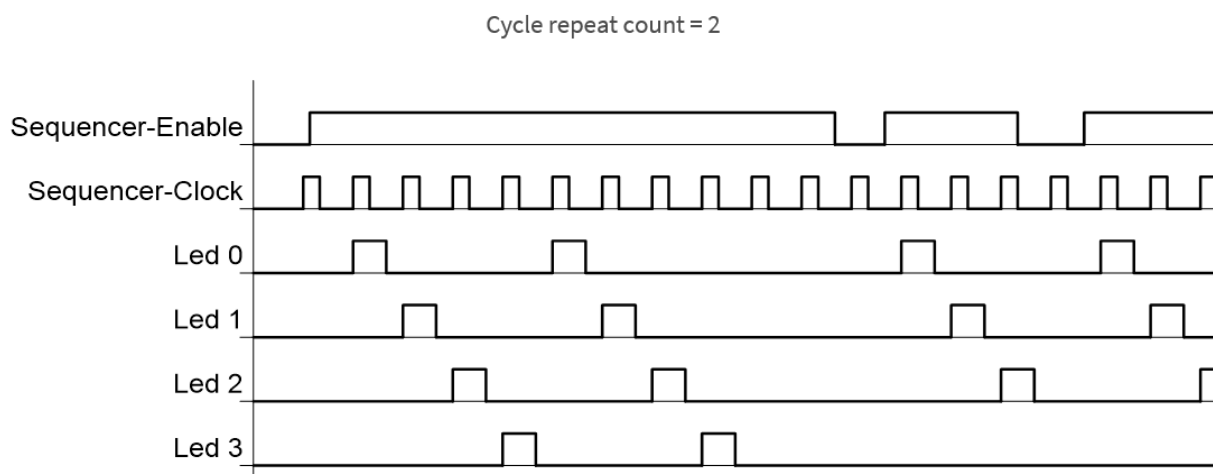 Cycle repeat count = 2
Sequencer-Enable
Sequencer-Clock
Led 0
Led 1
Led 2
Led 3